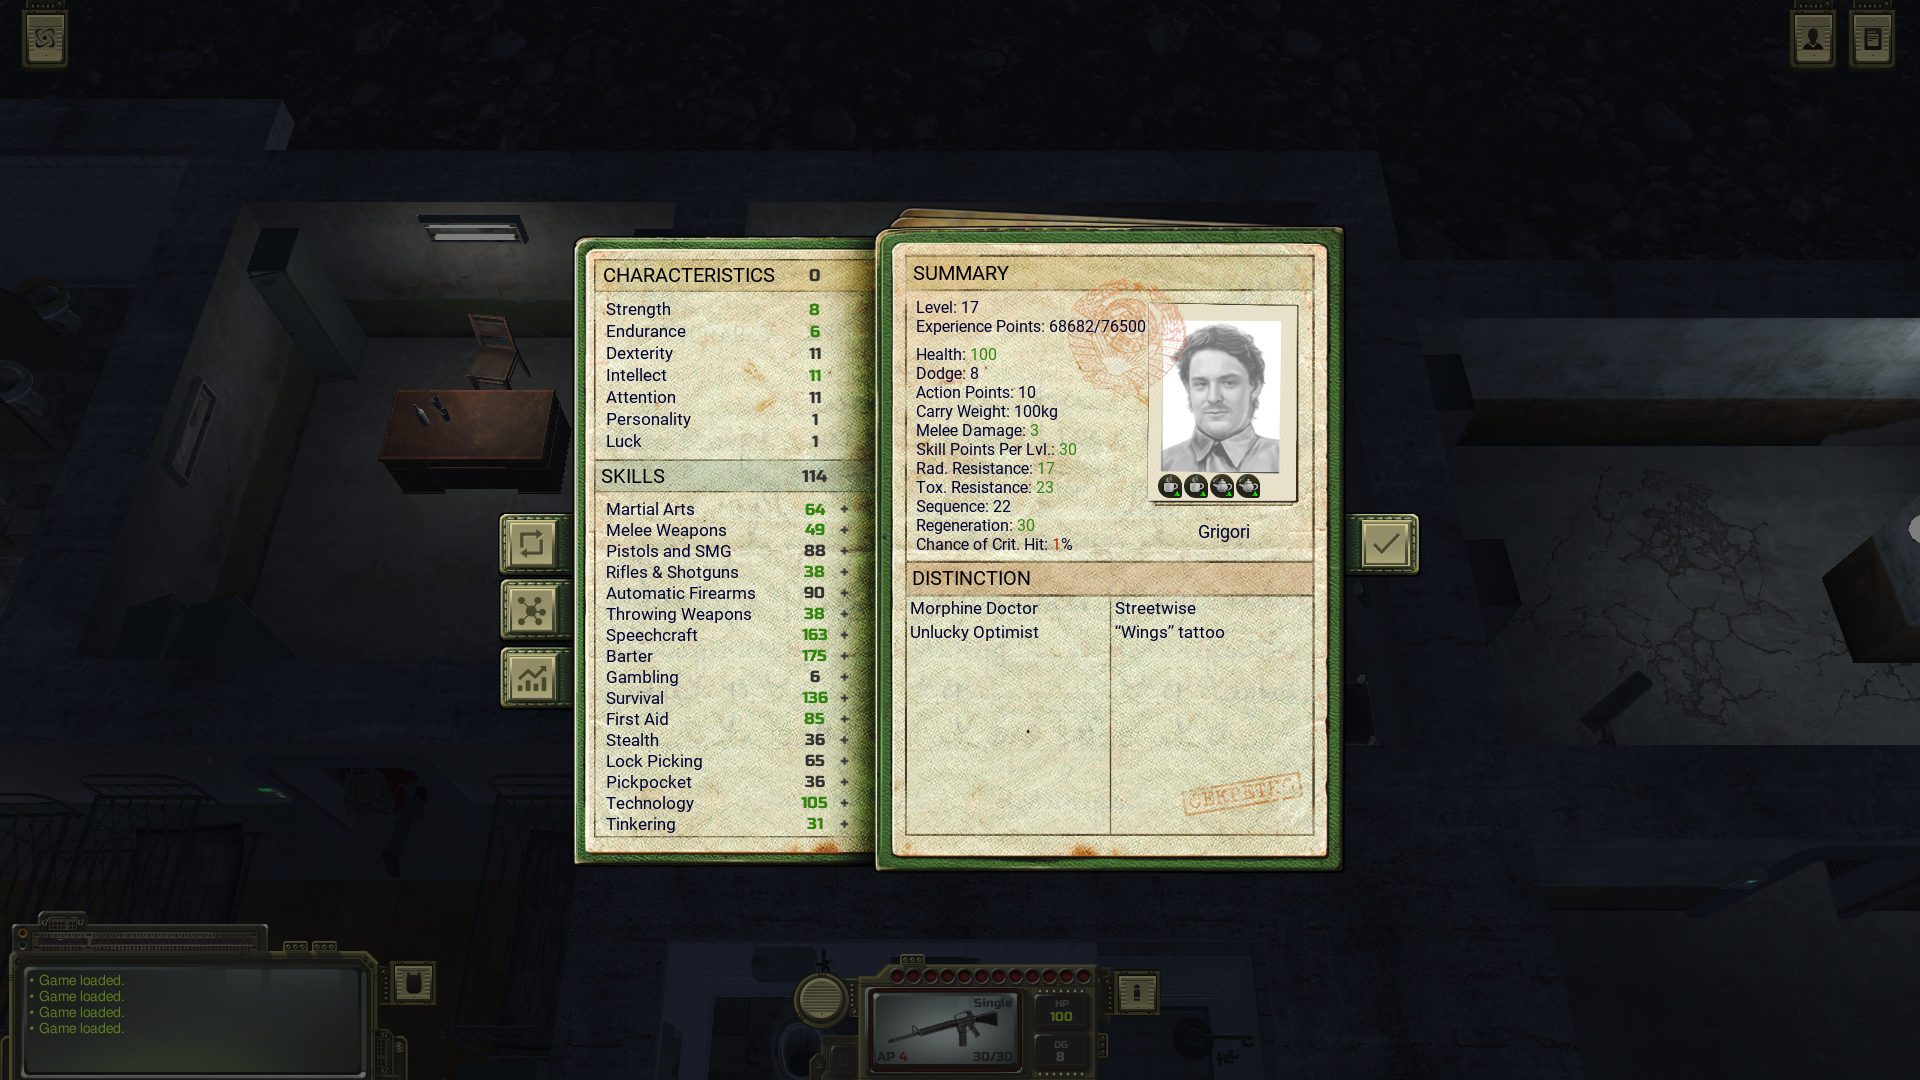 CHARACTERISTICS 0
Strength 8
Endurance 6
Dexterity 11
Intellect 11
Attention 11
Personality 1
Luck 1
SKILLS 114
Martial Arts 64 +
Melee Weapons 49 +
Pistols and SMG 88 +
Rifles & Shotguns 38 +
Automatic Firearms 90 +
Throwing Weapons 38 +
Speechcraft 163 +
Barter 175 +
Gambling 6 +
Survival 136 +
First Aid 85 +
Stealth 36 +
Lock Picking 65 +
Pickpocket 36 +
Technology 105 +
Tinkering 31 +
SUMMARY
Level: 17
Experience Points: 68682/76500
Health: 100
Dodge: 8
Action Points: 10
Carry Weight: 100kg
Melee Damage: 3
Skill Points Per Lvl.: 30
Rad. Resistance: 17
Tox. Resistance: 23
Sequence: 22
Regeneration: 30
Chance of Crit. Hit: 1%
Grigori
DISTINCTION
Morphine Doctor
Unlucky Optimist
Streetwise
“Wings” tattoo
СЕКРЕТНО
• Game loaded.
• Game loaded.
• Game loaded.
• Game loaded.
Single
AP 4
30/30
HP
100
DG
8